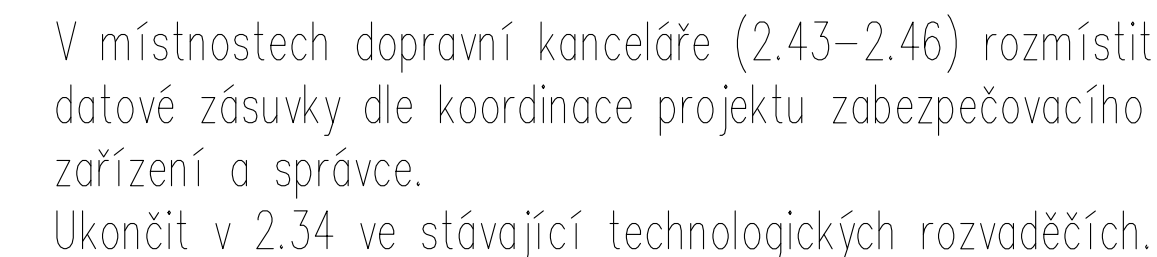 V místnostech dopravní kanceláře (2.43–2.46) rozmístit
datové zásuvky dle koordinace projektu zabezpečovacího
zařízení a správce.
Ukončit v 2.34 ve stávající technologických rozvaděčích.